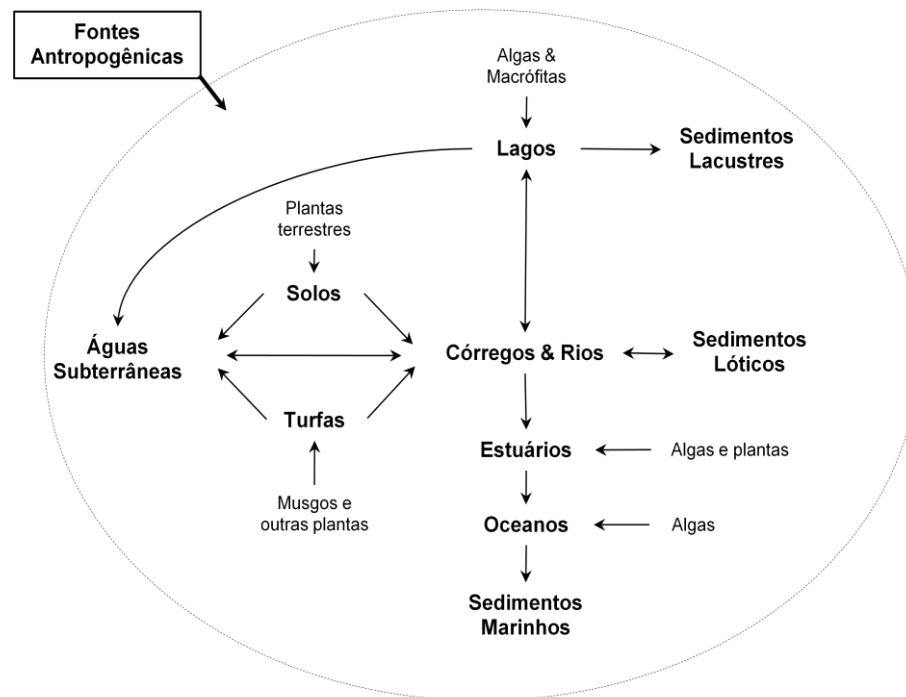 Fontes
Antropogênicas
Algas &
Macrófitas
Lagos
Sedimentos
Lacustres
Plantas
terrestres
Solos
Águas
Subterrâneas
Córregos & Rios
Sedimentos
Lóticos
Turfas
Estuários
Algas e plantas
Musgos e
outras plantas
Oceanos
Algas
Sedimentos
Marinhos